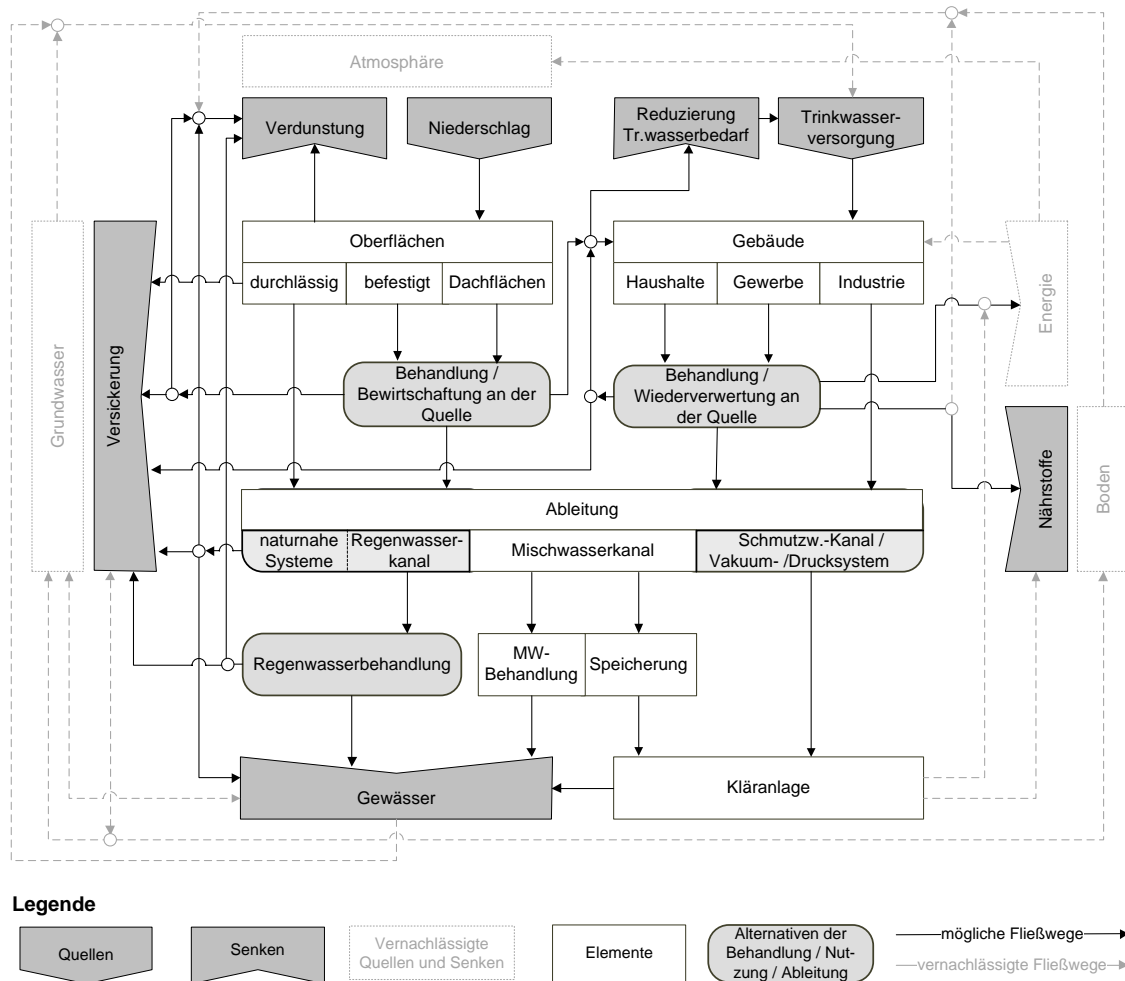 Atmosphäre
Verdunstung
Niederschlag
Reduzierung
Tr.wasserbedarf
Trinkwasser-
versorgung
Oberflächen
durchlässig
befestigt
Dachflächen
Gebäude
Haushalte
Gewerbe
Industrie
Energie
Grundwasser
Versickerung
Behandlung /
Bewirtschaftung an der
Quelle
Behandlung /
Wiederverwertung an
der Quelle
Nährstoffe
Boden
Ableitung
naturnahe
Systeme
Regenwasser-
kanal
Mischwasserkanal
Schmutzw.-Kanal /
Vakuum- /Drucksystem
Regenwasserbehandlung
MW-
Behandlung
Speicherung
Gewässer
Kläranlage
Legende
Quellen
Senken
Vernachlässigte
Quellen und Senken
Elemente
Alternativen der
Behandlung / Nut-
zung / Ableitung
mögliche Fließwege
vernachlässigte Fließwege